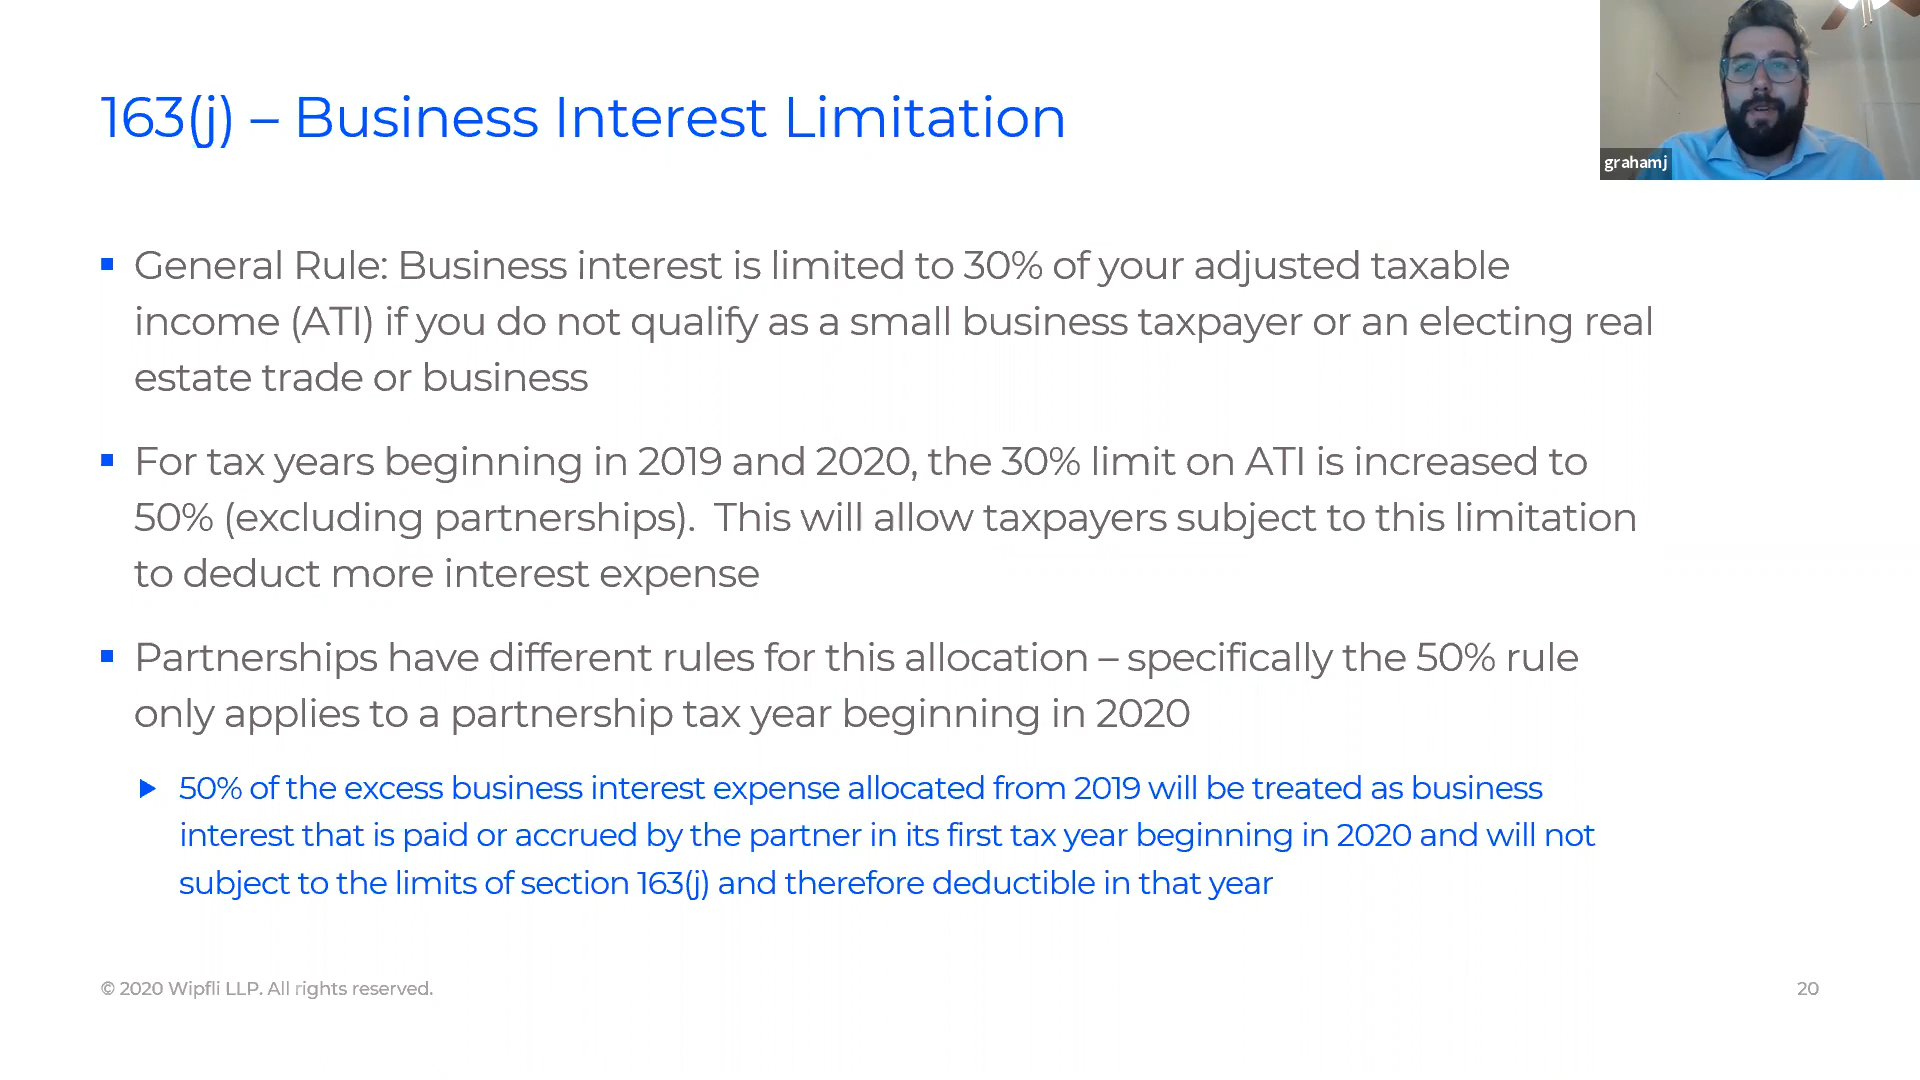 163(j) – Business Interest Limitation
grahamj
General Rule: Business interest is limited to 30% of your adjusted taxable
income (ATI) if you do not qualify as a small business taxpayer or an electing real
estate trade or business
For tax years beginning in 2019 and 2020, the 30% limit on ATI is increased to
50% (excluding partnerships).  This will allow taxpayers subject to this limitation
to deduct more interest expense
Partnerships have different rules for this allocation – specifically the 50% rule
only applies to a partnership tax year beginning in 2020
50% of the excess business interest expense allocated from 2019 will be treated as business
interest that is paid or accrued by the partner in its first tax year beginning in 2020 and will not
subject to the limits of section 163(j) and therefore deductible in that year
© 2020 Wipfli LLP. All rights reserved.
20